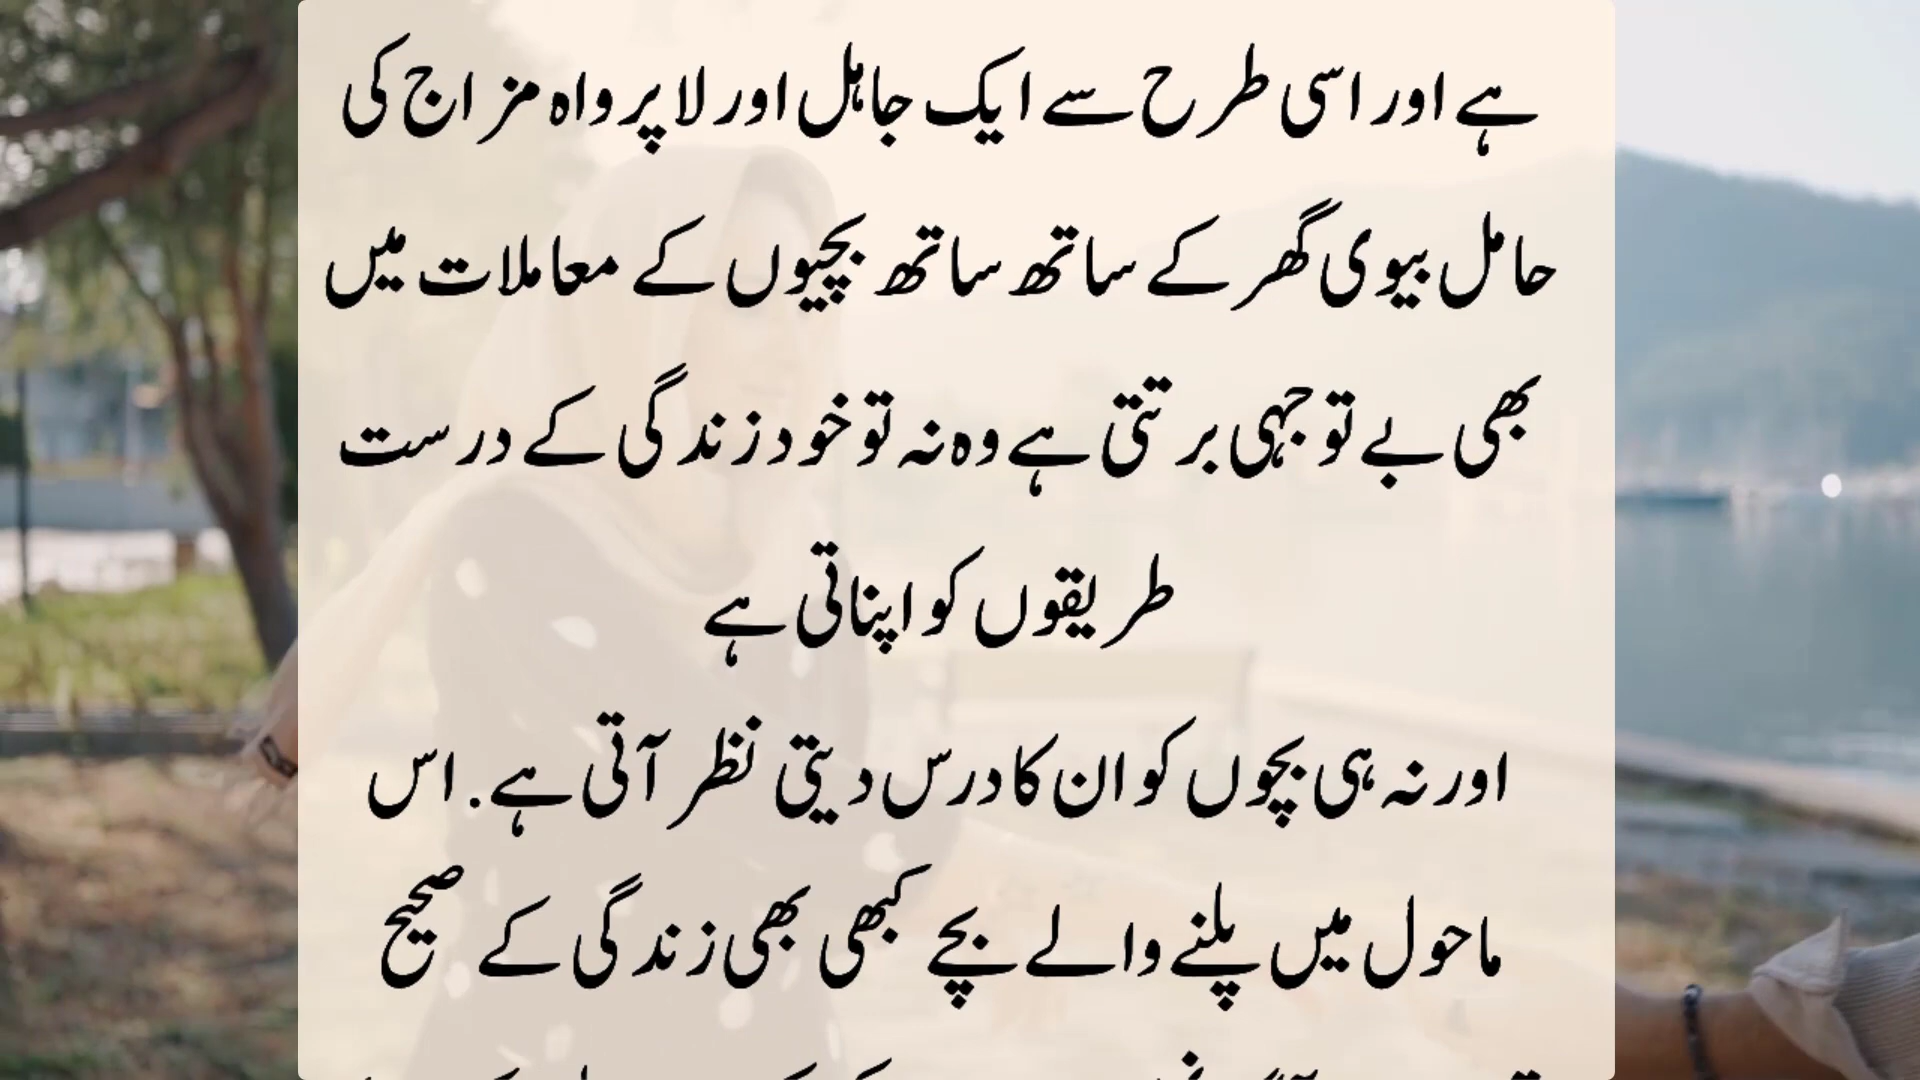 ہے اور اسی طرح سے ایک جاہل اور لا پرواہ مزاج کی
حامل بیوی گھر کے ساتھ ساتھ بچیوں کے معاملات میں
بھی بے توجہی برتتی ہے وہ نہ تو خود زندگی کے درست
طریقوں کو اپناتی ہے
اور نہ ہی بچوں کو ان کا درس دیتی نظر آتی ہے. اس
ماحول میں پلنے والے بچے کبھی بھی زندگی کے صحیح